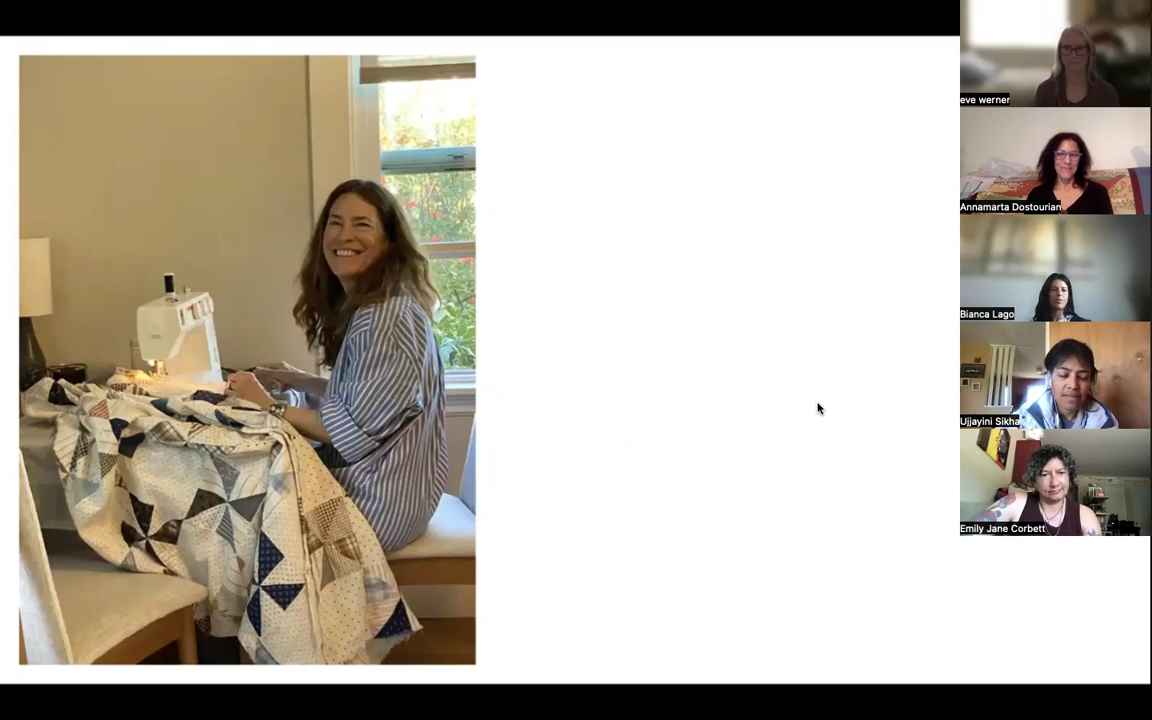 eve werner
Annamarta Dostourian
Bianca Lago
Ujjayini Sikha
Emily Jane Corbett